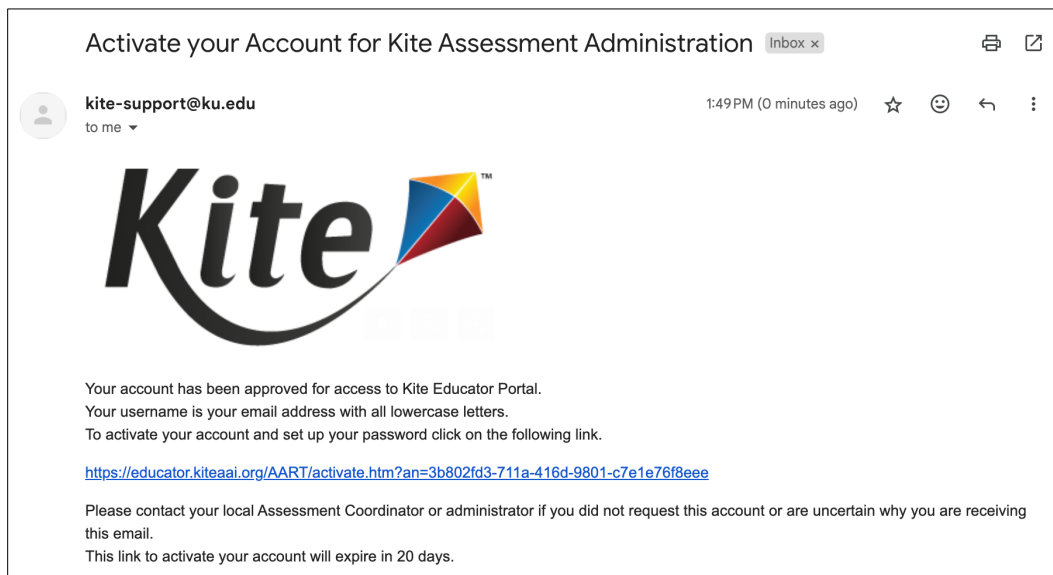 Activate your Account for Kite Assessment Administration Inbox ×
kite-support@ku.edu 1:49 PM (0 minutes ago)
to me
Kite™
Your account has been approved for access to Kite Educator Portal.
Your username is your email address with all lowercase letters.
To activate your account and set up your password click on the following link.
https://educator.kiteaai.org/AART/activate.htm?an=3b802fd3-711a-416d-9801-c7e1e76f8eee
Please contact your local Assessment Coordinator or administrator if you did not request this account or are uncertain why you are receiving
this email.
This link to activate your account will expire in 20 days.